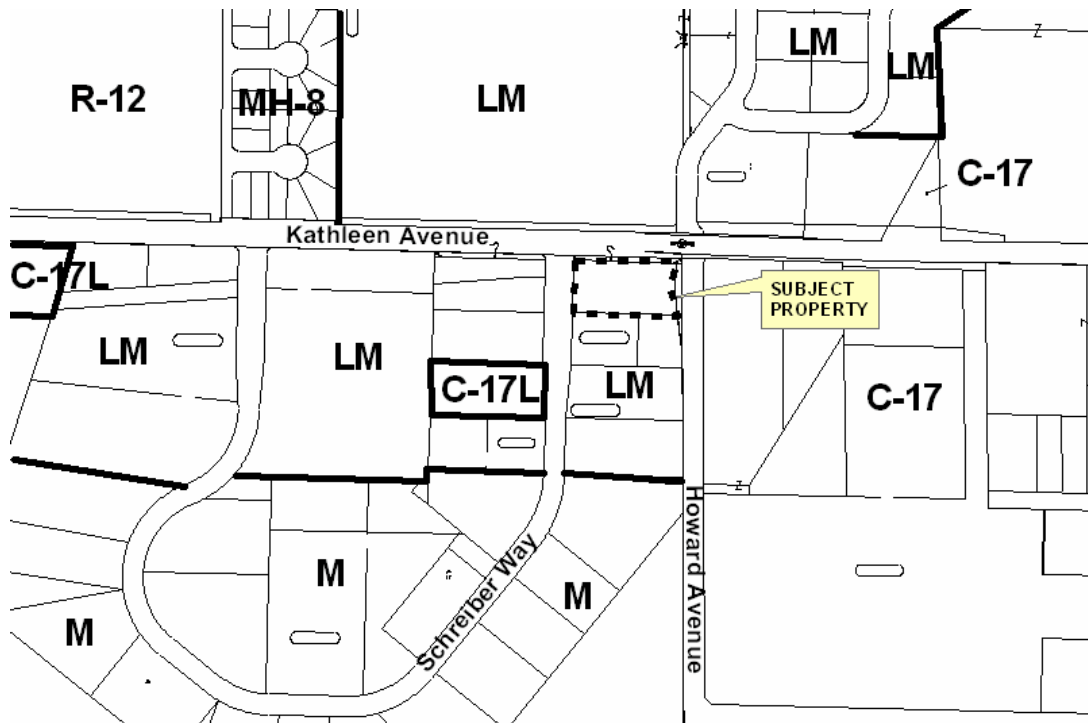 LM
LM
R-12
MH-8
LM
C-17
Kathleen Avenue
C-17L
SUBJECT
PROPERTY
LM
LM
C-17L
LM
C-17
Howard Avenue
Schreiber Way
M
M
M